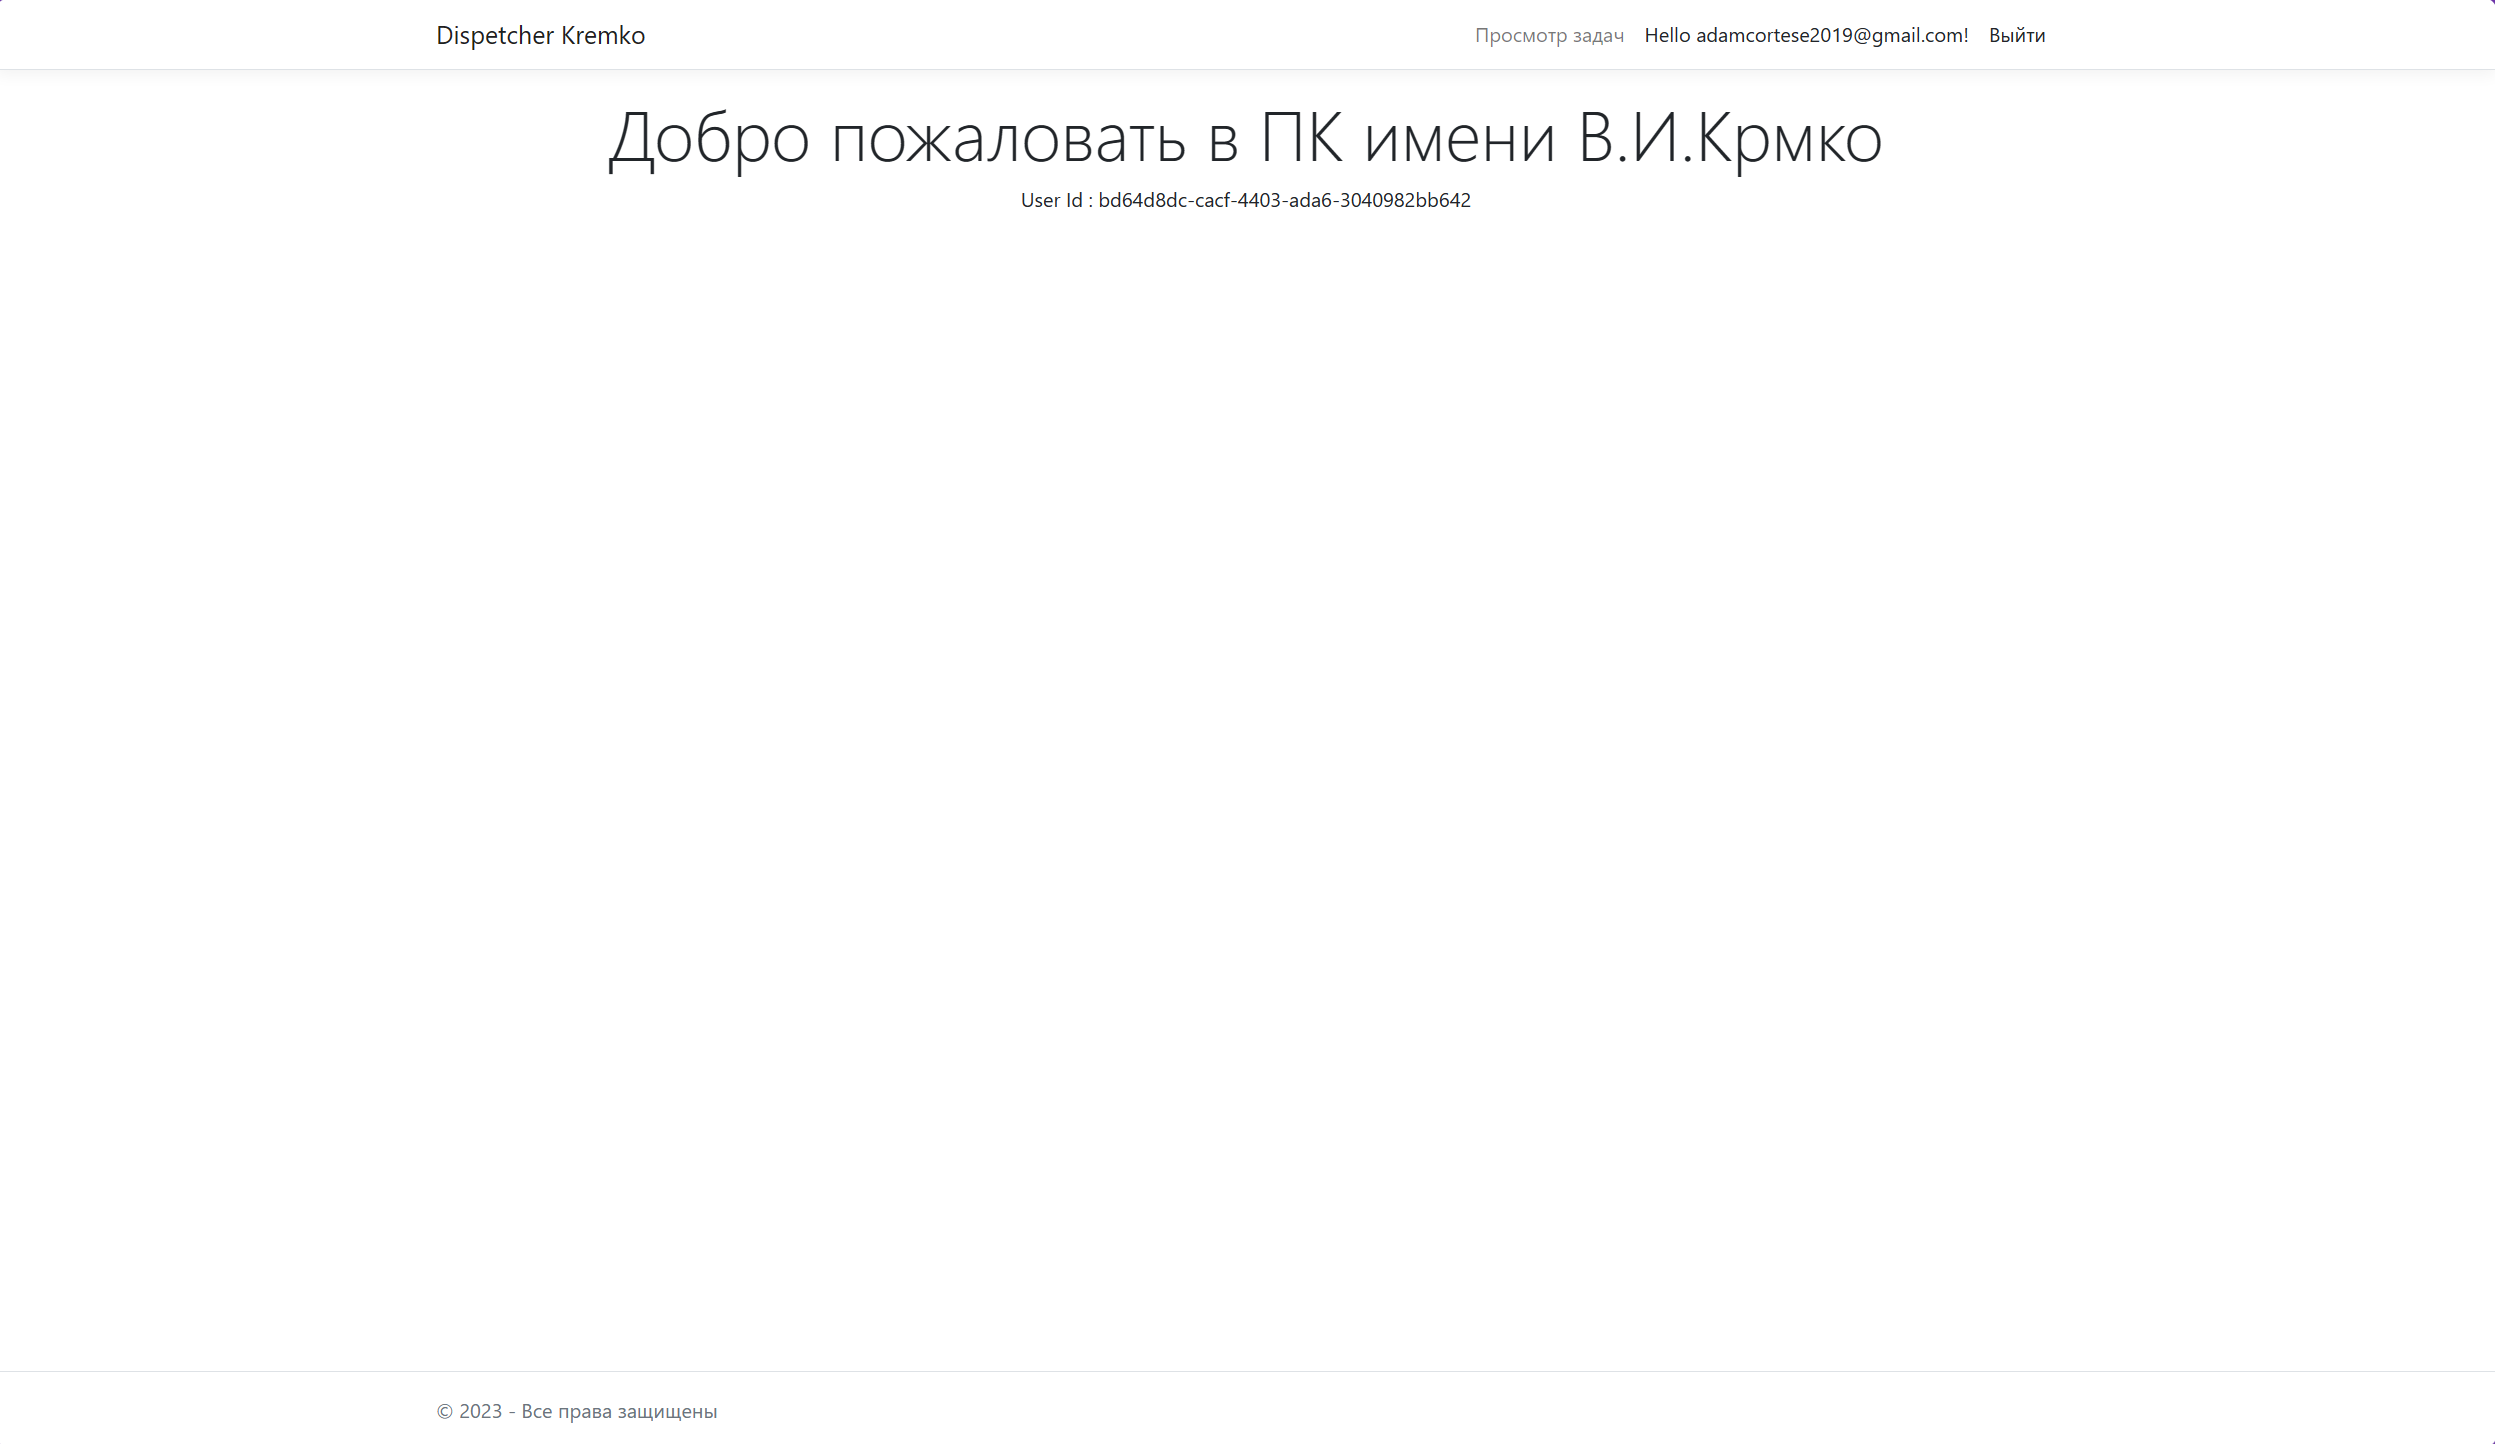 Dispetcher Kremko
Просмотр задач Hello adamcortese2019@gmail.com! Выйти
Добро пожаловать в ПК имени В.И.Крмко
User Id : bd64d8dc-cacf-4403-ada6-3040982bb642
© 2023 - Все права защищены